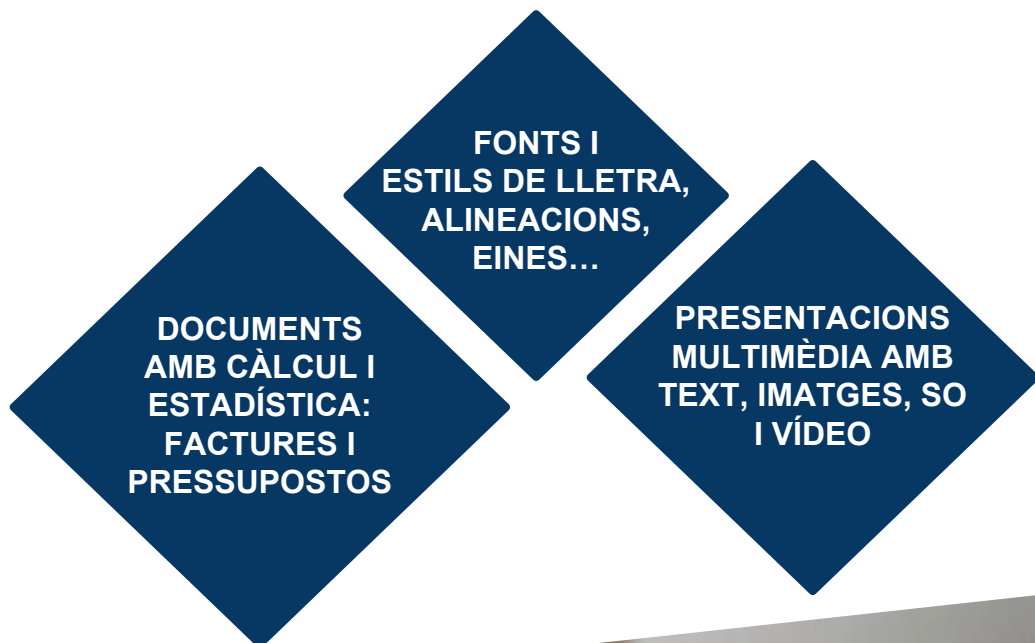 FONTS I
ESTILS DE LLETRA,
ALINEACIONS,
EINES…
DOCUMENTS
AMB CÀLCUL I
ESTADÍSTICA:
FACTURES I
PRESSUPOSTOS
PRESENTACIONS
MULTIMÈDIA AMB
TEXT, IMATGES, SO
I VÍDEO